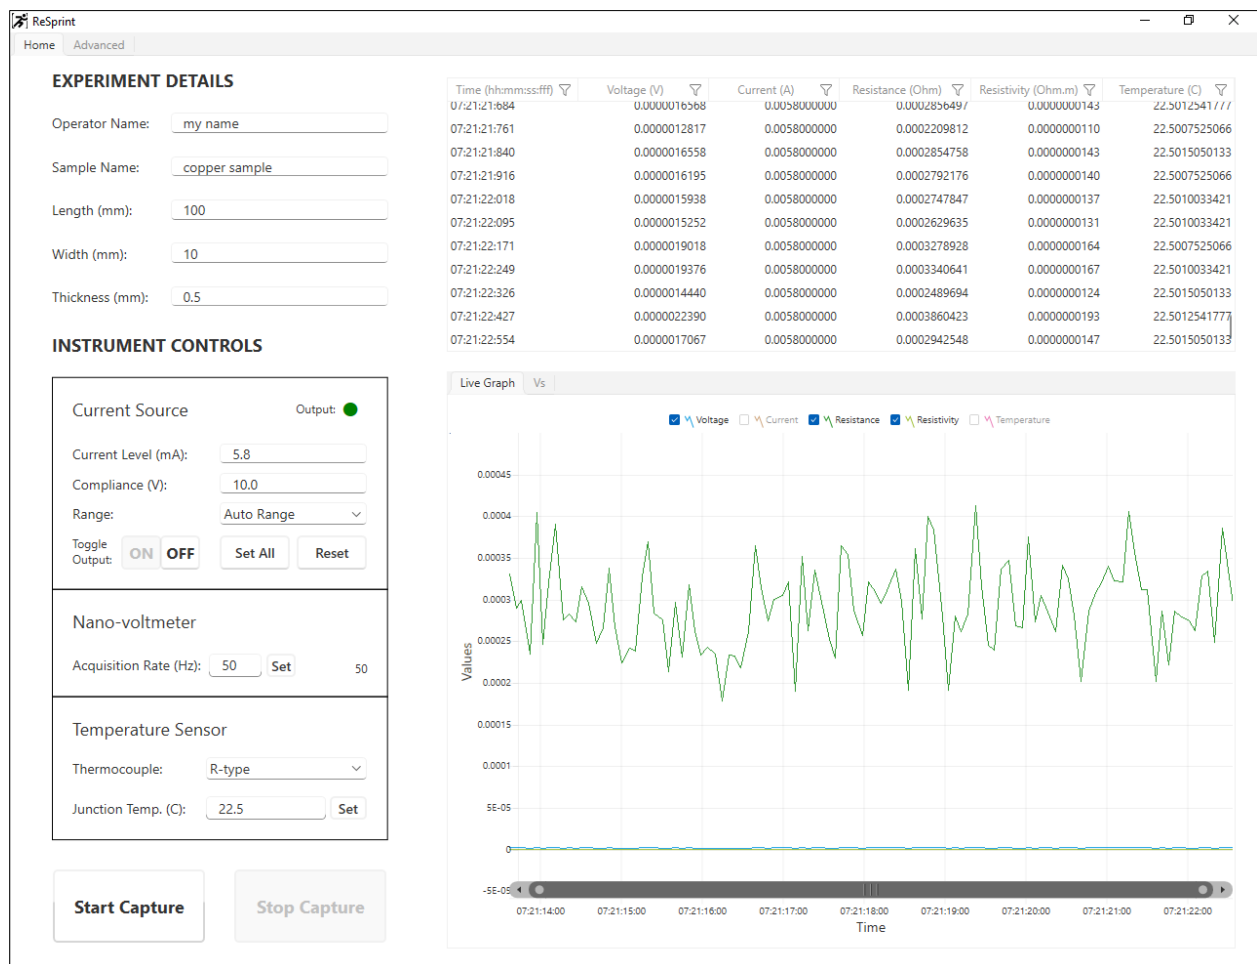 ReSprint
Home Advanced
EXPERIMENT DETAILS
Operator Name: my name
Sample Name: copper sample
Length (mm): 100
Width (mm): 10
Thickness (mm): 0.5
INSTRUMENT CONTROLS
Current Source Output:
Current Level (mA): 5.8
Compliance (V): 10.0
Range: Auto Range
Toggle
Output: ON OFF Set All Reset
Nano-voltmeter
Acquisition Rate (Hz): 50 Set 50
Temperature Sensor
Thermocouple: R-type
Junction Temp. (C): 22.5 Set
Start Capture Stop Capture
Time (hh:mm:ss:fff) Voltage (V) Current (A) Resistance (Ohm) Resistivity (Ohm.m) Temperature (C)
07:21:21:684 0.0000016568 0.0058000000 0.0002856497 0.0000000143 22.5012541777
07:21:21:761 0.0000012817 0.0058000000 0.0002209812 0.0000000110 22.5007525066
07:21:21:840 0.0000016558 0.0058000000 0.0002854758 0.0000000143 22.5015050133
07:21:21:916 0.0000016195 0.0058000000 0.0002792176 0.0000000140 22.5007525066
07:21:22:018 0.0000015938 0.0058000000 0.0002747847 0.0000000137 22.5010033421
07:21:22:095 0.0000015252 0.0058000000 0.0002629635 0.0000000131 22.5010033421
07:21:22:171 0.0000019018 0.0058000000 0.0003278928 0.0000000164 22.5007525066
07:21:22:249 0.0000019376 0.0058000000 0.0003340641 0.0000000167 22.5010033421
07:21:22:326 0.0000014440 0.0058000000 0.0002489694 0.0000000124 22.5015050133
07:21:22:427 0.0000022390 0.0058000000 0.0003860423 0.0000000193 22.5012541777
07:21:22:554 0.0000017067 0.0058000000 0.0002942548 0.0000000147 22.5015050133
Live Graph Vs
Voltage Current Resistance Resistivity Temperature
0.00045
0.0004
0.00035
0.0003
0.00025
0.0002
0.00015
0.0001
5E-05
0
-5E-05
Values
07:21:14:00 07:21:15:00 07:21:16:00 07:21:17:00 07:21:18:00 07:21:19:00 07:21:20:00 07:21:21:00 07:21:22:00
Time